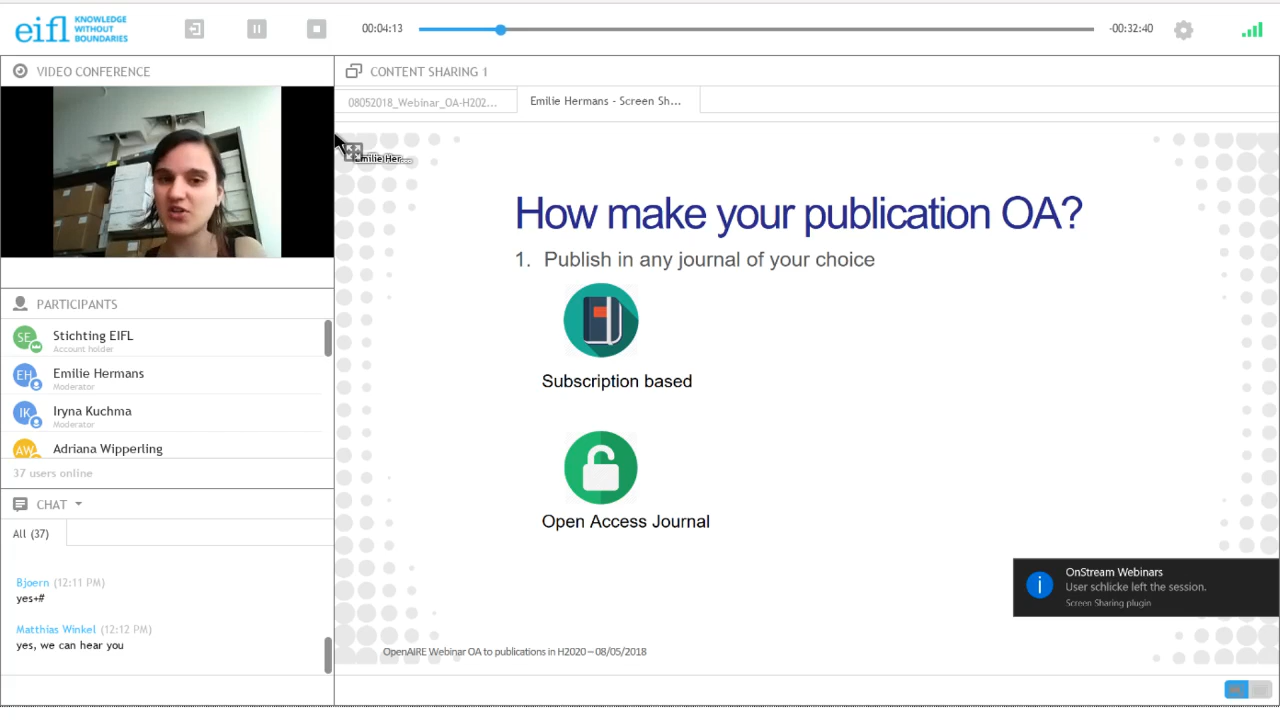 eifl KNOWLEDGE
WITHOUT
BOUNDARIES
00:04:13
-00:32:40
VIDEO CONFERENCE
CONTENT SHARING 1
08052018_Webinar_OA-H202...
Emilie Hermans - Screen Sh...
Emilie Her...
How make your publication OA?
1. Publish in any journal of your choice
Subscription based
Open Access Journal
OpenAIRE Webinar OA to publications in H2020 – 08/05/2018
PARTICIPANTS
SE Stichting EIFL
Account holder
EH Emilie Hermans
Moderator
IK Iryna Kuchma
Moderator
AW Adriana Wipperling
37 users online
CHAT
All (37)
Bjoern (12:11 PM)
yes+#
Matthias Winkel (12:12 PM)
yes, we can hear you
OnStream Webinars
User schlicke left the session.
Screen Sharing plugin